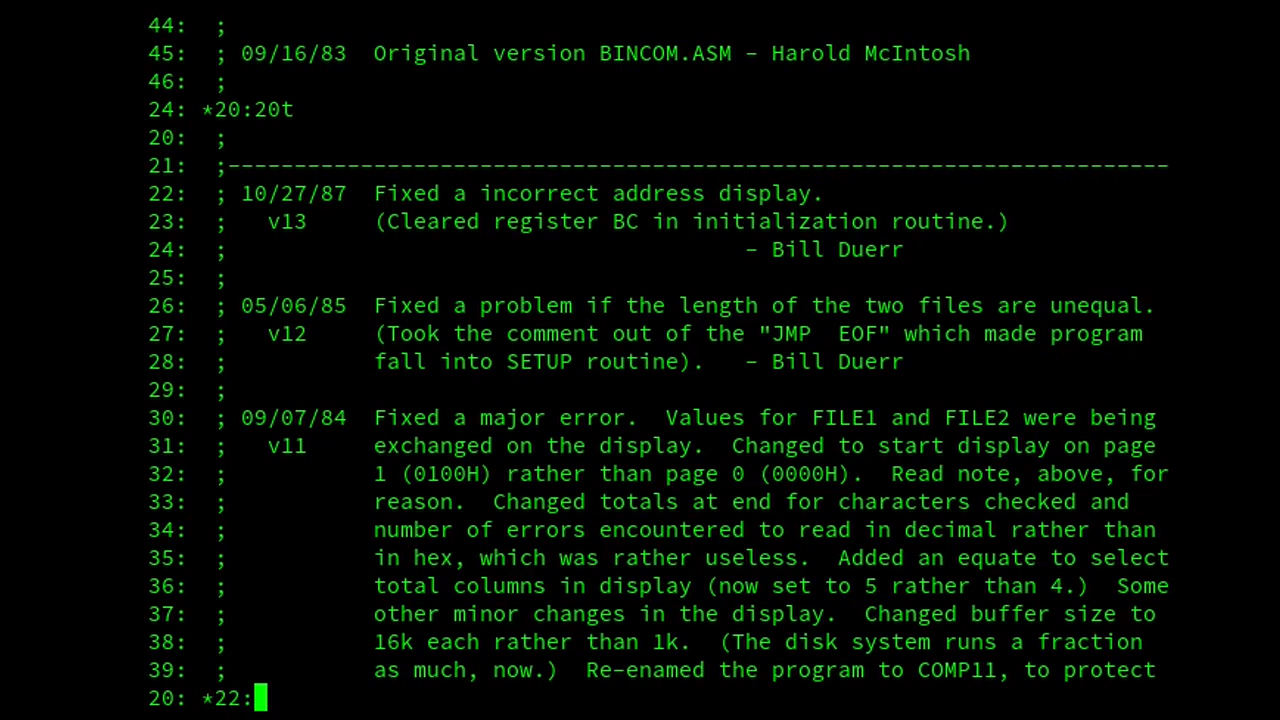 44:  ;
45:  ; 09/16/83  Original version BINCOM.ASM - Harold McIntosh
46:  ;
24: *20:20t
20:  ;
21:  ;-----------------------------------------------------------------------
22:  ; 10/27/87  Fixed a incorrect address display.
23:  ;   v13     (Cleared register BC in initialization routine.)
24:  ;                                       - Bill Duerr
25:  ;
26:  ; 05/06/85  Fixed a problem if the length of the two files are unequal.
27:  ;   v12     (Took the comment out of the "JMP  EOF" which made program
28:  ;           fall into SETUP routine).   - Bill Duerr
29:  ;
30:  ; 09/07/84  Fixed a major error.  Values for FILE1 and FILE2 were being
31:  ;   v11     exchanged on the display.  Changed to start display on page
32:  ;           1 (0100H) rather than page 0 (0000H).  Read note, above, for
33:  ;           reason.  Changed totals at end for characters checked and
34:  ;           number of errors encountered to read in decimal rather than
35:  ;           in hex, which was rather useless.  Added an equate to select
36:  ;           total columns in display (now set to 5 rather than 4.)  Some
37:  ;           other minor changes in the display.  Changed buffer size to
38:  ;           16k each rather than 1k.  (The disk system runs a fraction
39:  ;           as much, now.)  Re-enamed the program to COMP11, to protect
20: *22: